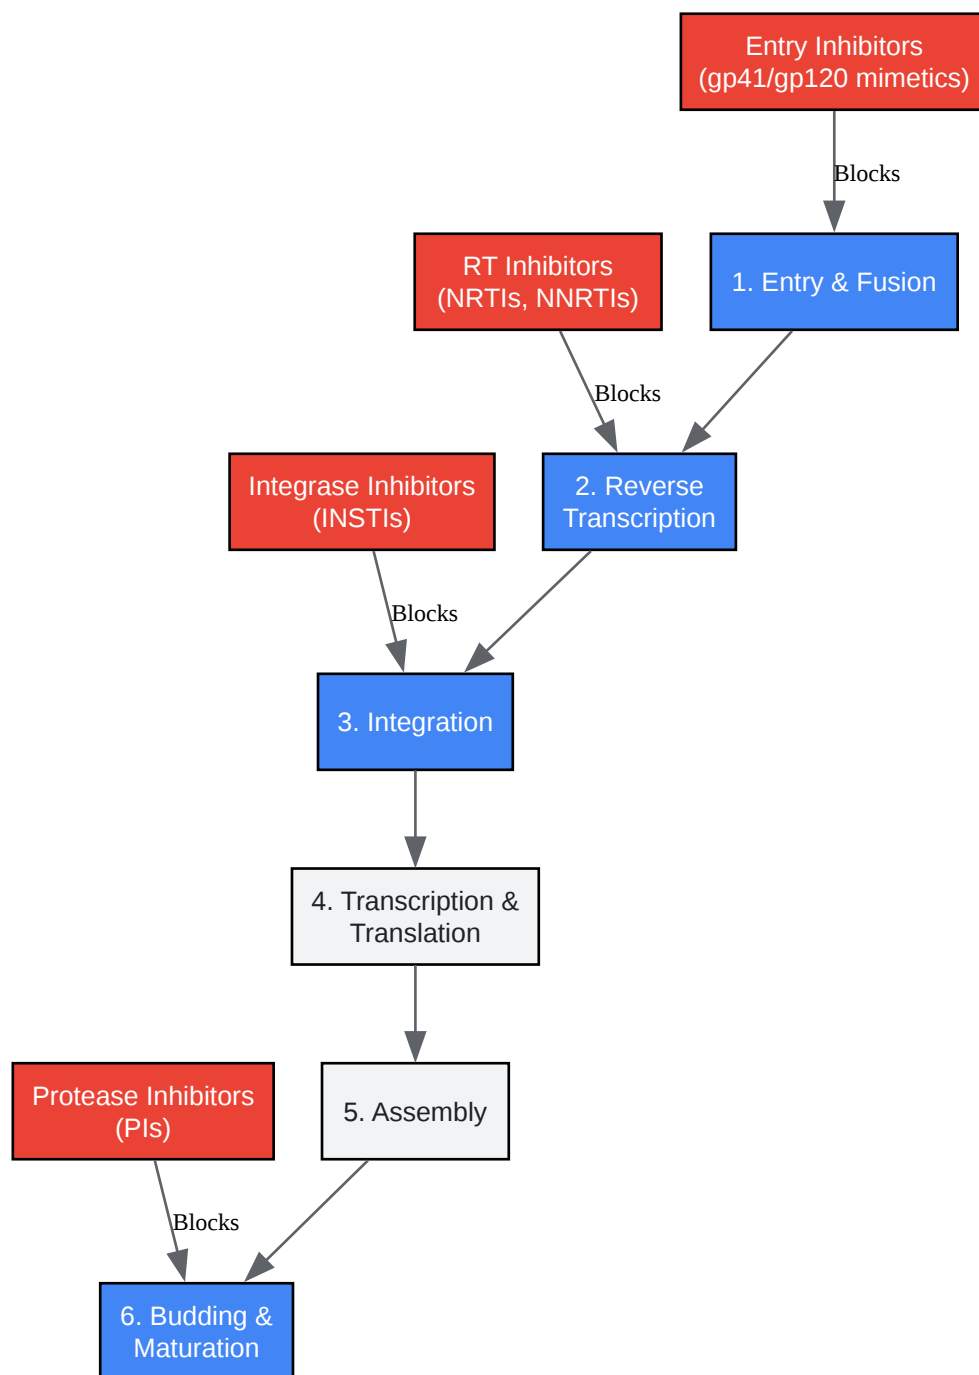 Entry Inhibitors
(gp41/gp120 mimetics)
Blocks
RT Inhibitors
(NRTIs, NNRTIs)
1. Entry & Fusion
Blocks
Integrase Inhibitors
(INSTIs)
2. Reverse
Transcription
Blocks
3. Integration
4. Transcription &
Translation
Protease Inhibitors
(PIs)
5. Assembly
Blocks
6. Budding &
Maturation